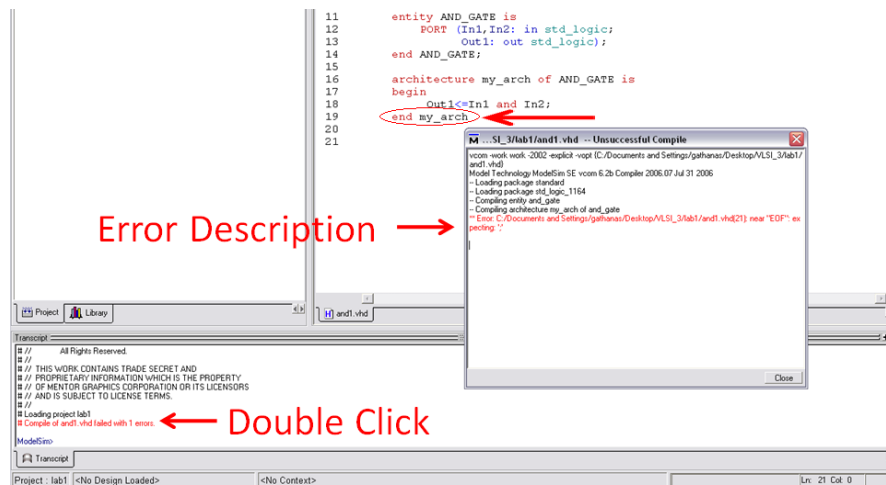 11 entity AND_GATE is
12 PORT (In1,In2: in std_logic;
13 Out1: out std_logic);
14 end AND_GATE;
15
16 architecture my_arch of AND_GATE is
17 begin
18 Out1<=In1 and In2;
19 end my_arch
20
21
...SI_3/lab1/and1.vhd -- Unsuccessful Compile
vcom -work work -2002 -explicit -vopt {C:/Documents and Settings/gathanas/Desktop/VLSI_3/lab1/
and1.vhd}
Model Technology ModelSim SE vcom 6.2b Compiler 2006.07 Jul 31 2006
-- Loading package standard
-- Loading package std_logic_1164
-- Compiling entity and_gate
-- Compiling architecture my_arch of and_gate
** Error: C:/Documents and Settings/gathanas/Desktop/VLSI_3/lab1/and1.vhd(21): near "EOF": ex
pecting: ';'
Close
Error Description
Project
Library
and1.vhd
Transcript
# // All Rights Reserved.
# //
# // THIS WORK CONTAINS TRADE SECRET AND
# // PROPRIETARY INFORMATION WHICH IS THE PROPERTY
# // OF MENTOR GRAPHICS CORPORATION OR ITS LICENSORS
# // AND IS SUBJECT TO LICENSE TERMS.
# //
# Loading project lab1
# Compile of and1.vhd failed with 1 errors.
ModelSim>
Double Click
Transcript
Project : lab1 <No Design Loaded> <No Context> Ln: 21 Col: 0